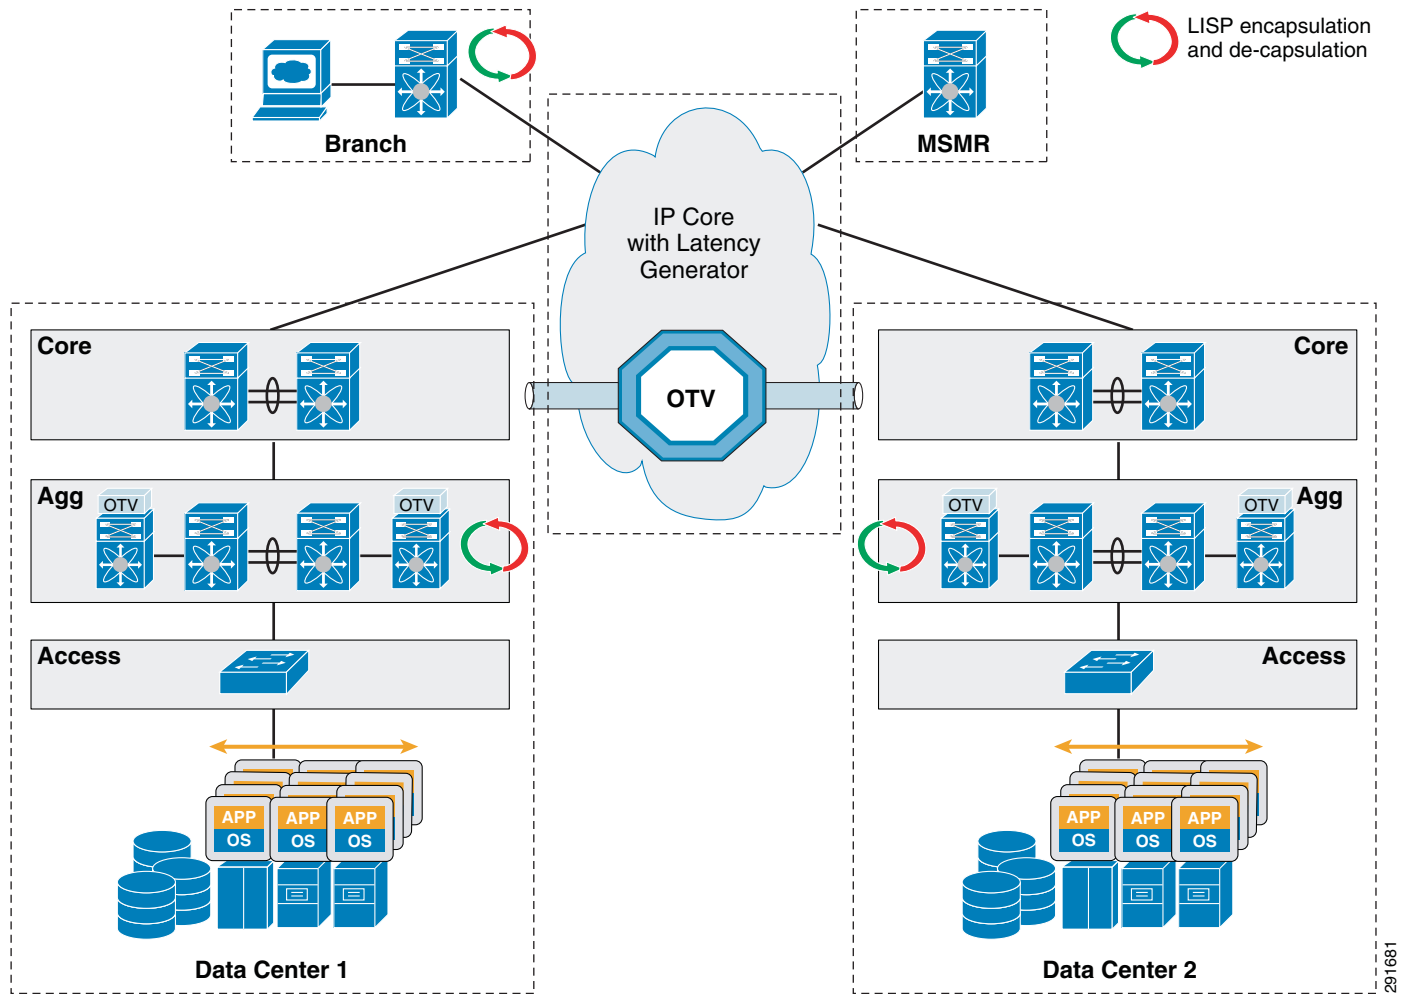 LISP encapsulation
and de-capsulation
Branch
MSMR
IP Core
with Latency
Generator
OTV
Core
Agg
OTV
OTV
Access
APP
APP
APP
OS
OS
OS
Data Center 1
Core
OTV
OTV
Agg
Access
APP
APP
APP
OS
OS
OS
Data Center 2
291681